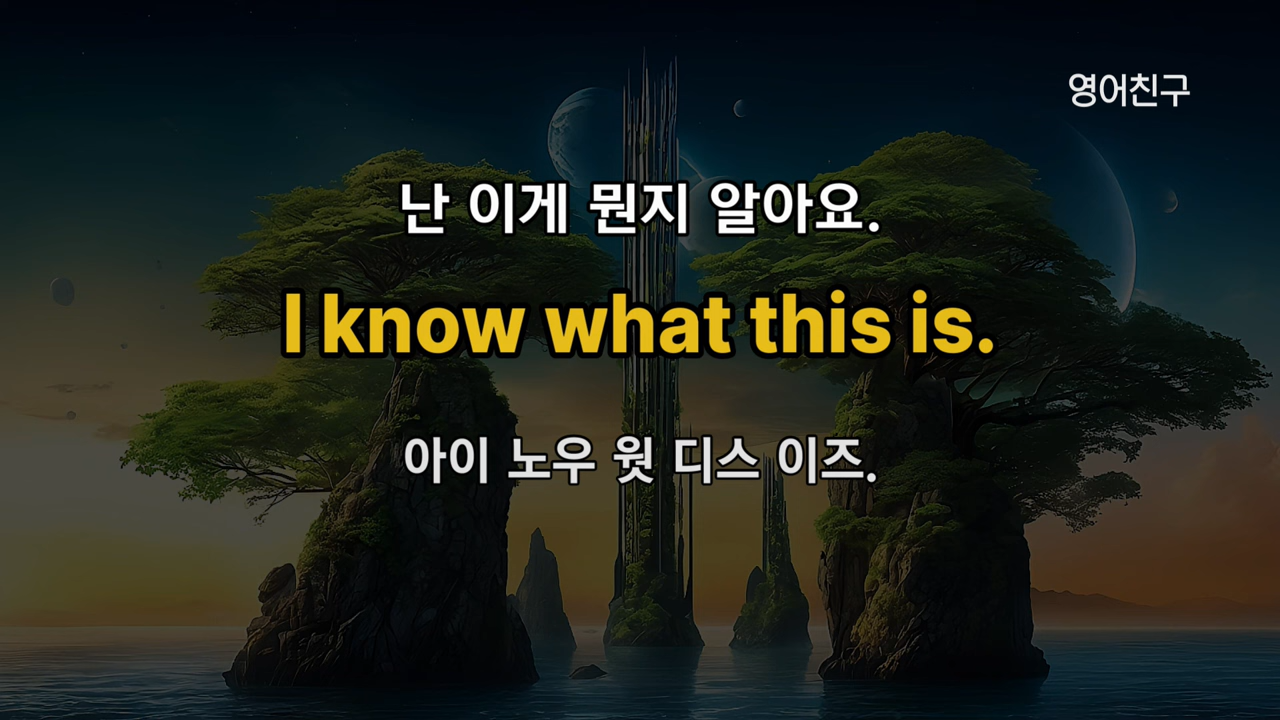 영어친구
난 이게 뭔지 알아요.
I know what this is.
아이 노우 웟 디스 이즈.